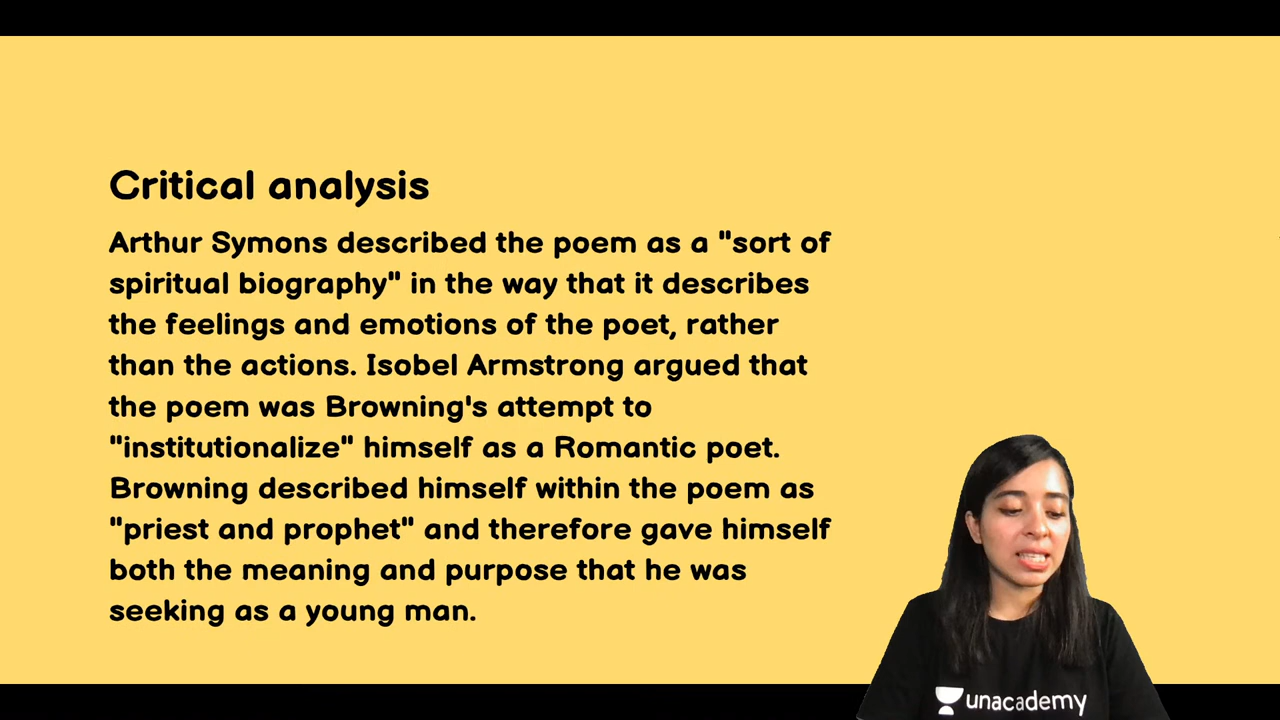 Critical analysis
Arthur Symons described the poem as a "sort of
spiritual biography" in the way that it describes
the feelings and emotions of the poet, rather
than the actions. Isobel Armstrong argued that
the poem was Browning's attempt to
"institutionalize" himself as a Romantic poet.
Browning described himself within the poem as
"priest and prophet" and therefore gave himself
both the meaning and purpose that he was
seeking as a young man.
unacademy